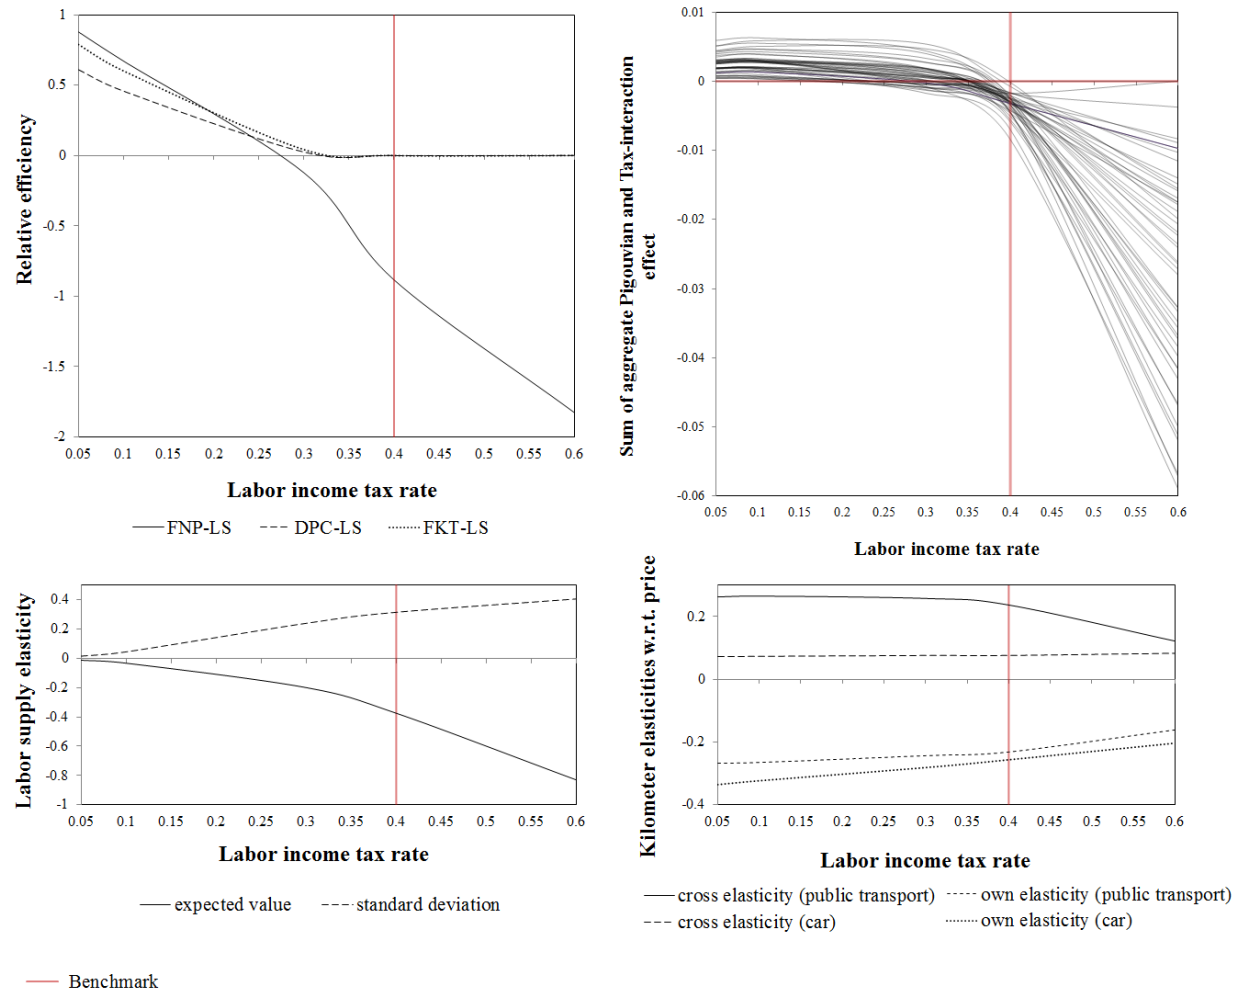 Relative efficiency
1
0.5
0
-0.5
-1
-1.5
-2
0.05 0.1 0.15 0.2 0.25 0.3 0.35 0.4 0.45 0.5 0.55 0.6
Labor income tax rate
FNP-LS DPC-LS FKT-LS
Sum of aggregate Pigouvian and Tax-interaction
effect
0.01
0
-0.01
-0.02
-0.03
-0.04
-0.05
-0.06
0.05 0.1 0.15 0.2 0.25 0.3 0.35 0.4 0.45 0.5 0.55 0.6
Labor income tax rate
Labor supply elasticity
0.4
0.2
0
-0.2
-0.4
-0.6
-0.8
-1
0.05 0.1 0.15 0.2 0.25 0.3 0.35 0.4 0.45 0.5 0.55 0.6
Labor income tax rate
expected value standard deviation
Kilometer elasticities w.r.t. price
0.2
0
-0.2
-0.4
0.05 0.1 0.15 0.2 0.25 0.3 0.35 0.4 0.45 0.5 0.55 0.6
Labor income tax rate
cross elasticity (public transport) own elasticity (public transport)
cross elasticity (car) own elasticity (car)
Benchmark